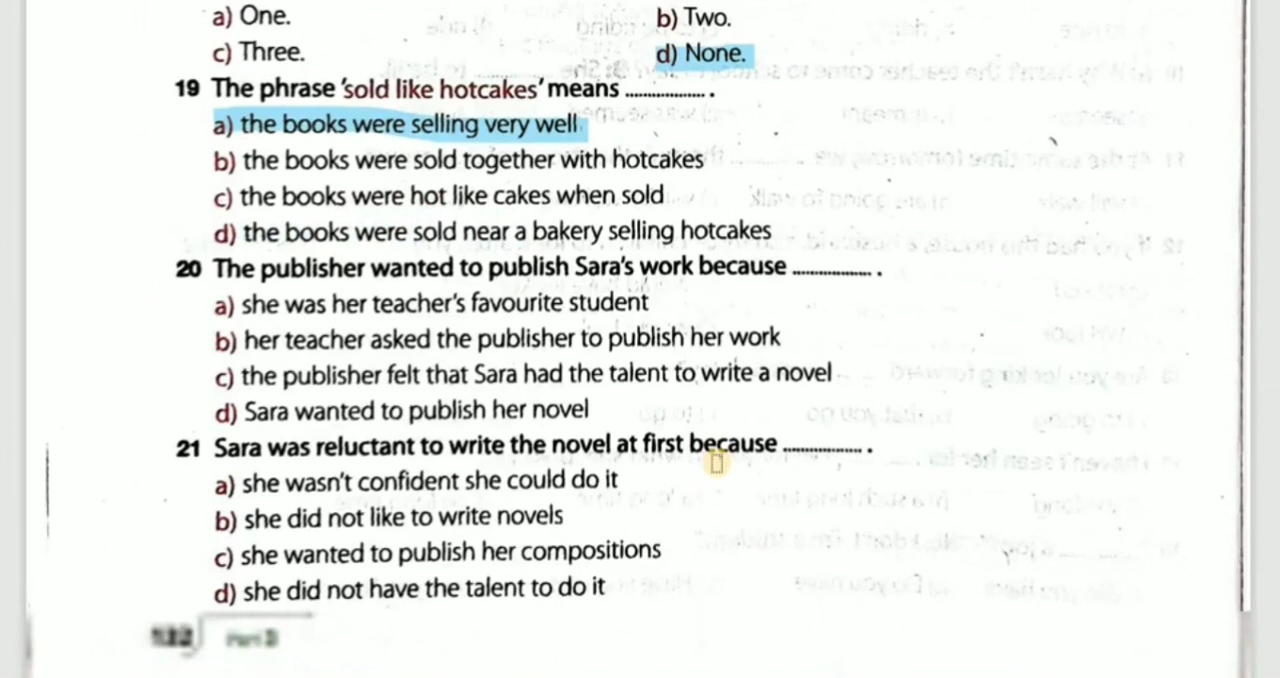 a) One.
b) Two.
c) Three.
d) None.
19 The phrase 'sold like hotcakes' means .................. .
a) the books were selling very well
b) the books were sold together with hotcakes
c) the books were hot like cakes when sold
d) the books were sold near a bakery selling hotcakes
20 The publisher wanted to publish Sara's work because .................. .
a) she was her teacher's favourite student
b) her teacher asked the publisher to publish her work
c) the publisher felt that Sara had the talent to write a novel
d) Sara wanted to publish her novel
21 Sara was reluctant to write the novel at first because .................. .
a) she wasn't confident she could do it
b) she did not like to write novels
c) she wanted to publish her compositions
d) she did not have the talent to do it
132